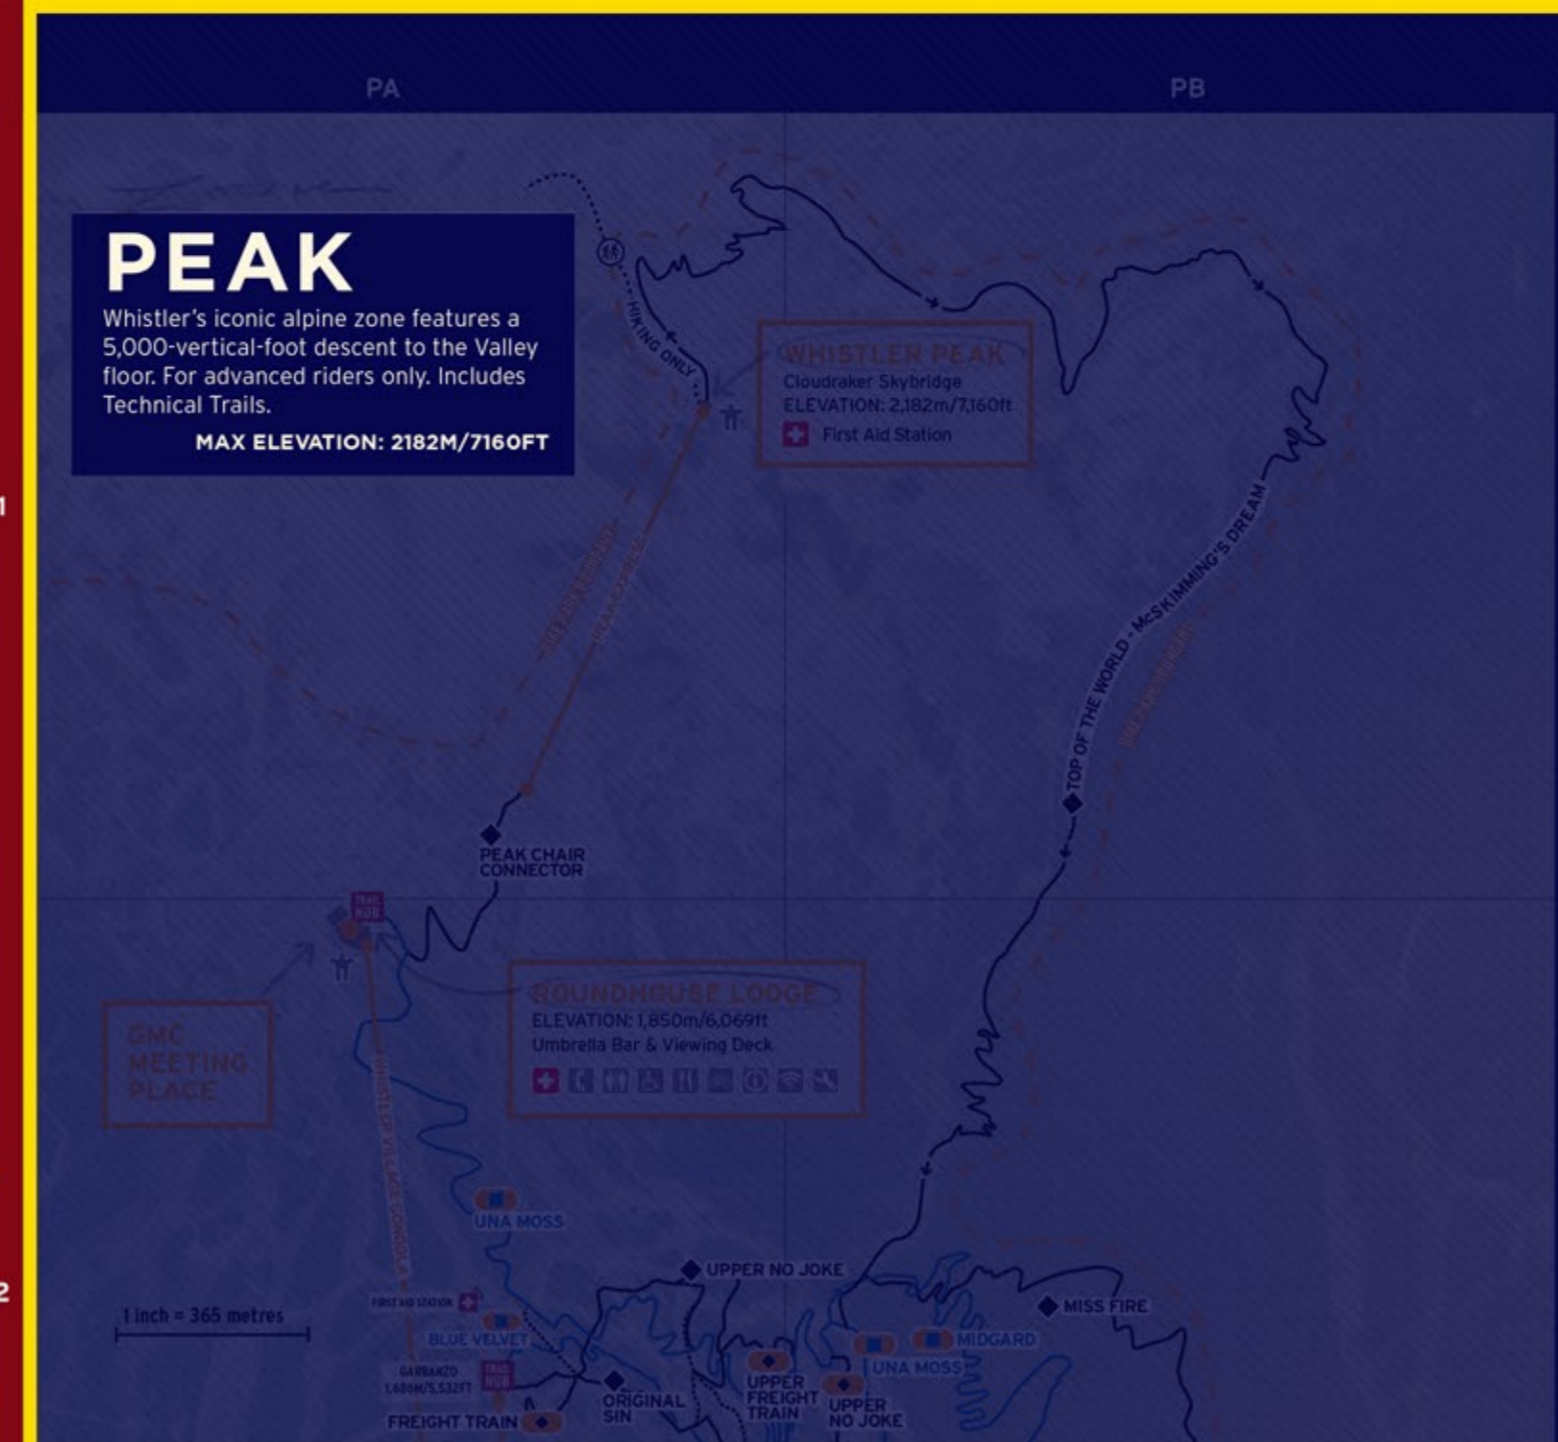 PA
PB
PEAK
Whistler's iconic alpine zone features a
5,000-vertical-foot descent to the Valley
floor. For advanced riders only. Includes
Technical Trails.
MAX ELEVATION: 2182M/7160FT
HIKING ONLY
WHISTLER PEAK
Cloudraker Skybridge
ELEVATION: 2,182m/7,160ft
First Aid Station
1
PEAK EXPRESS
TOP OF THE WORLD - McSKIMMING'S DREAM
PEAK CHAIR
CONNECTOR
TRAIL
HUB
ROUNDHOUSE LODGE
ELEVATION: 1,850m/6,069ft
Umbrella Bar & Viewing Deck
GMC
MEETING
PLACE
WHISTLER VILLAGE GONDOLA
UNA MOSS
UPPER NO JOKE
2
FIRST AID STATION
1 inch = 365 metres
MISS FIRE
BLUE VELVET
MIDGARD
UNA MOSS
GARBANZO
1,686M/5,532FT
TRAIL
HUB
UPPER
FREIGHT
TRAIN
ORIGINAL
SIN
UPPER
NO JOKE
FREIGHT TRAIN